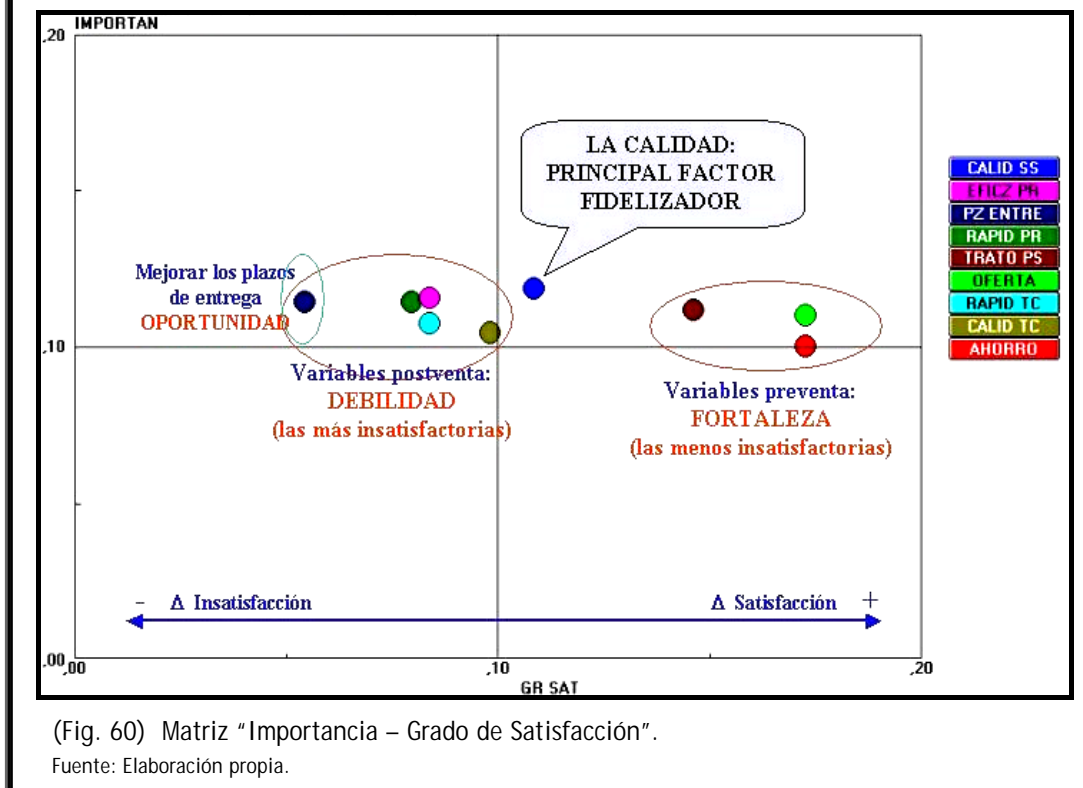 IMPORTAN
,20
LA CALIDAD:
PRINCIPAL FACTOR
FIDELIZADOR
CALID SS
EFICZ PR
PZ ENTRE
RAPID PR
TRATO PS
OFERTA
RAPID TC
CALID TC
AHORRO
Mejorar los plazos
de entrega
OPORTUNIDAD
,10
Variables postventa:
DEBILIDAD
(las más insatisfactorias)
Variables preventa:
FORTALEZA
(las menos insatisfactorias)
- Δ Insatisfacción
Δ Satisfacción +
,00
,00
,10
,20
GR SAT
(Fig. 60) Matriz “Importancia – Grado de Satisfacción”.
Fuente: Elaboración propia.